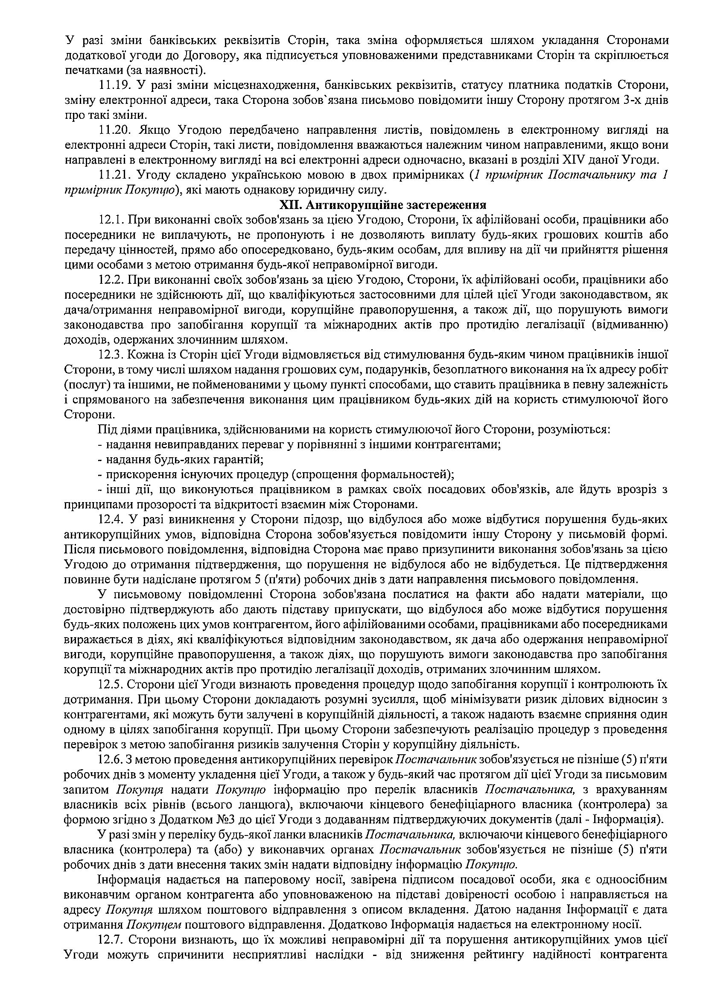 У разі зміни банківських реквізитів Сторін, така зміна оформляється шляхом укладання Сторонами
додаткової угоди до Договору, яка підписується уповноваженими представниками Сторін та скріплюється
печатками (за наявності).
11.19. У разі зміни місцезнаходження, банківських реквізитів, статусу платника податків Сторони,
зміну електронної адреси, така Сторона зобов`язана письмово повідомити іншу Сторону протягом 3-х днів
про такі зміни.
11.20. Якщо Угодою передбачено направлення листів, повідомлень в електронному вигляді на
електронні адреси Сторін, такі листи, повідомлення вважаються належним чином направленими, якщо вони
направлені в електронному вигляді на всі електронні адреси одночасно, вказані в розділі XIV даної Угоди.
11.21. Угоду складено українською мовою в двох примірниках (1 примірник Постачальнику та 1
примірник Покупцю), які мають однакову юридичну силу.
XII. Антикорупційне застереження
12.1. При виконанні своїх зобов'язань за цією Угодою, Сторони, їх афілійовані особи, працівники або
посередники не виплачують, не пропонують і не дозволяють виплату будь-яких грошових коштів або
передачу цінностей, прямо або опосередковано, будь-яким особам, для впливу на дії чи прийняття рішення
цими особами з метою отримання будь-якої неправомірної вигоди.
12.2. При виконанні своїх зобов'язань за цією Угодою, Сторони, їх афілійовані особи, працівники або
посередники не здійснюють дії, що кваліфікуються застосовними для цілей цієї Угоди законодавством, як
дача/отримання неправомірної вигоди, корупційне правопорушення, а також дії, що порушують вимоги
законодавства про запобігання корупції та міжнародних актів про протидію легалізації (відмиванню)
доходів, одержаних злочинним шляхом.
12.3. Кожна із Сторін цієї Угоди відмовляється від стимулювання будь-яким чином працівників іншої
Сторони, в тому числі шляхом надання грошових сум, подарунків, безоплатного виконання на їх адресу робіт
(послуг) та іншими, не пойменованими у цьому пункті способами, що ставить працівника в певну залежність
і спрямованого на забезпечення виконання цим працівником будь-яких дій на користь стимулюючої його
Сторони.
Під діями працівника, здійснюваними на користь стимулюючої його Сторони, розуміються:
- надання невиправданих переваг у порівнянні з іншими контрагентами;
- надання будь-яких гарантій;
- прискорення існуючих процедур (спрощення формальностей);
- інші дії, що виконуються працівником в рамках своїх посадових обов'язків, але йдуть врозріз з
принципами прозорості та відкритості взаємин між Сторонами.
12.4. У разі виникнення у Сторони підозр, що відбулося або може відбутися порушення будь-яких
антикорупційних умов, відповідна Сторона зобов'язується повідомити іншу Сторону у письмовій формі.
Після письмового повідомлення, відповідна Сторона має право призупинити виконання зобов'язань за цією
Угодою до отримання підтвердження, що порушення не відбулося або не відбудеться. Це підтвердження
повинне бути надіслане протягом 5 (п'яти) робочих днів з дати направлення письмового повідомлення.
У письмовому повідомленні Сторона зобов'язана послатися на факти або надати матеріали, що
достовірно підтверджують або дають підставу припускати, що відбулося або може відбутися порушення
будь-яких положень цих умов контрагентом, його афілійованими особами, працівниками або посередниками
виражається в діях, які кваліфікуються відповідним законодавством, як дача або одержання неправомірної
вигоди, корупційне правопорушення, а також діях, що порушують вимоги законодавства про запобігання
корупції та міжнародних актів про протидію легалізації доходів, отриманих злочинним шляхом.
12.5. Сторони цієї Угоди визнають проведення процедур щодо запобігання корупції і контролюють їх
дотримання. При цьому Сторони докладають розумні зусилля, щоб мінімізувати ризик ділових відносин з
контрагентами, які можуть бути залучені в корупційній діяльності, а також надають взаємне сприяння один
одному в цілях запобігання корупції. При цьому Сторони забезпечують реалізацію процедур з проведення
перевірок з метою запобігання ризиків залучення Сторін у корупційну діяльність.
12.6. З метою проведення антикорупційних перевірок Постачальник зобов'язується не пізніше (5) п'яти
робочих днів з моменту укладення цієї Угоди, а також у будь-який час протягом дії цієї Угоди за письмовим
запитом Покупця надати Покупцю інформацію про перелік власників Постачальника, з врахуванням
власників всіх рівнів (всього ланцюга), включаючи кінцевого бенефіціарного власника (контролера) за
формою згідно з Додатком №3 до цієї Угоди з додаванням підтверджуючих документів (далі - Інформація).
У разі змін у переліку будь-якої ланки власників Постачальника, включаючи кінцевого бенефіціарного
власника (контролера) та (або) у виконавчих органах Постачальник зобов'язується не пізніше (5) п'яти
робочих днів з дати внесення таких змін надати відповідну інформацію Покупцю.
Інформація надається на паперовому носії, завірена підписом посадової особи, яка є одноосібним
виконавчим органом контрагента або уповноваженою на підставі довіреності особою і направляється на
адресу Покупця шляхом поштового відправлення з описом вкладення. Датою надання Інформації є дата
отримання Покупцем поштового відправлення. Додатково Інформація надається на електронному носії.
12.7. Сторони визнають, що їх можливі неправомірні дії та порушення антикорупційних умов цієї
Угоди можуть спричинити несприятливі наслідки - від зниження рейтингу надійності контрагента